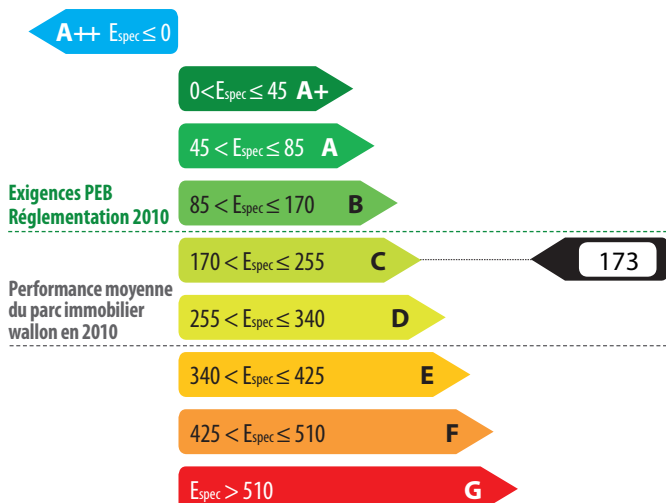 A++ Espec ≤ 0
0<Espec ≤ 45 A+
45 < Espec ≤ 85 A
Exigences PEB
Réglementation 2010
85 < Espec ≤ 170 B
170 < Espec ≤ 255 C
173
Performance moyenne
du parc immobilier
wallon en 2010
255 < Espec ≤ 340 D
340 < Espec ≤ 425 E
425 < Espec ≤ 510 F
Espec > 510 G